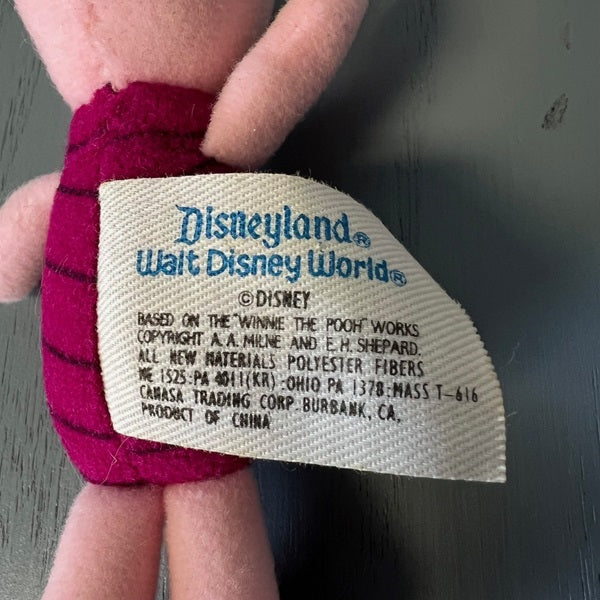 Disneyland®
Walt Disney World®
© DISNEY
BASED ON THE "WINNIE THE POOH" WORKS
COPYRIGHT A. A. MILNE AND E. H. SHEPARD.
ALL NEW MATERIALS POLYESTER FIBERS
ME 1525:PA 4011(KR):OHIO PA 1378:MASS T-616
CANASA TRADING CORP. BURBANK, CA,
PRODUCT OF CHINA